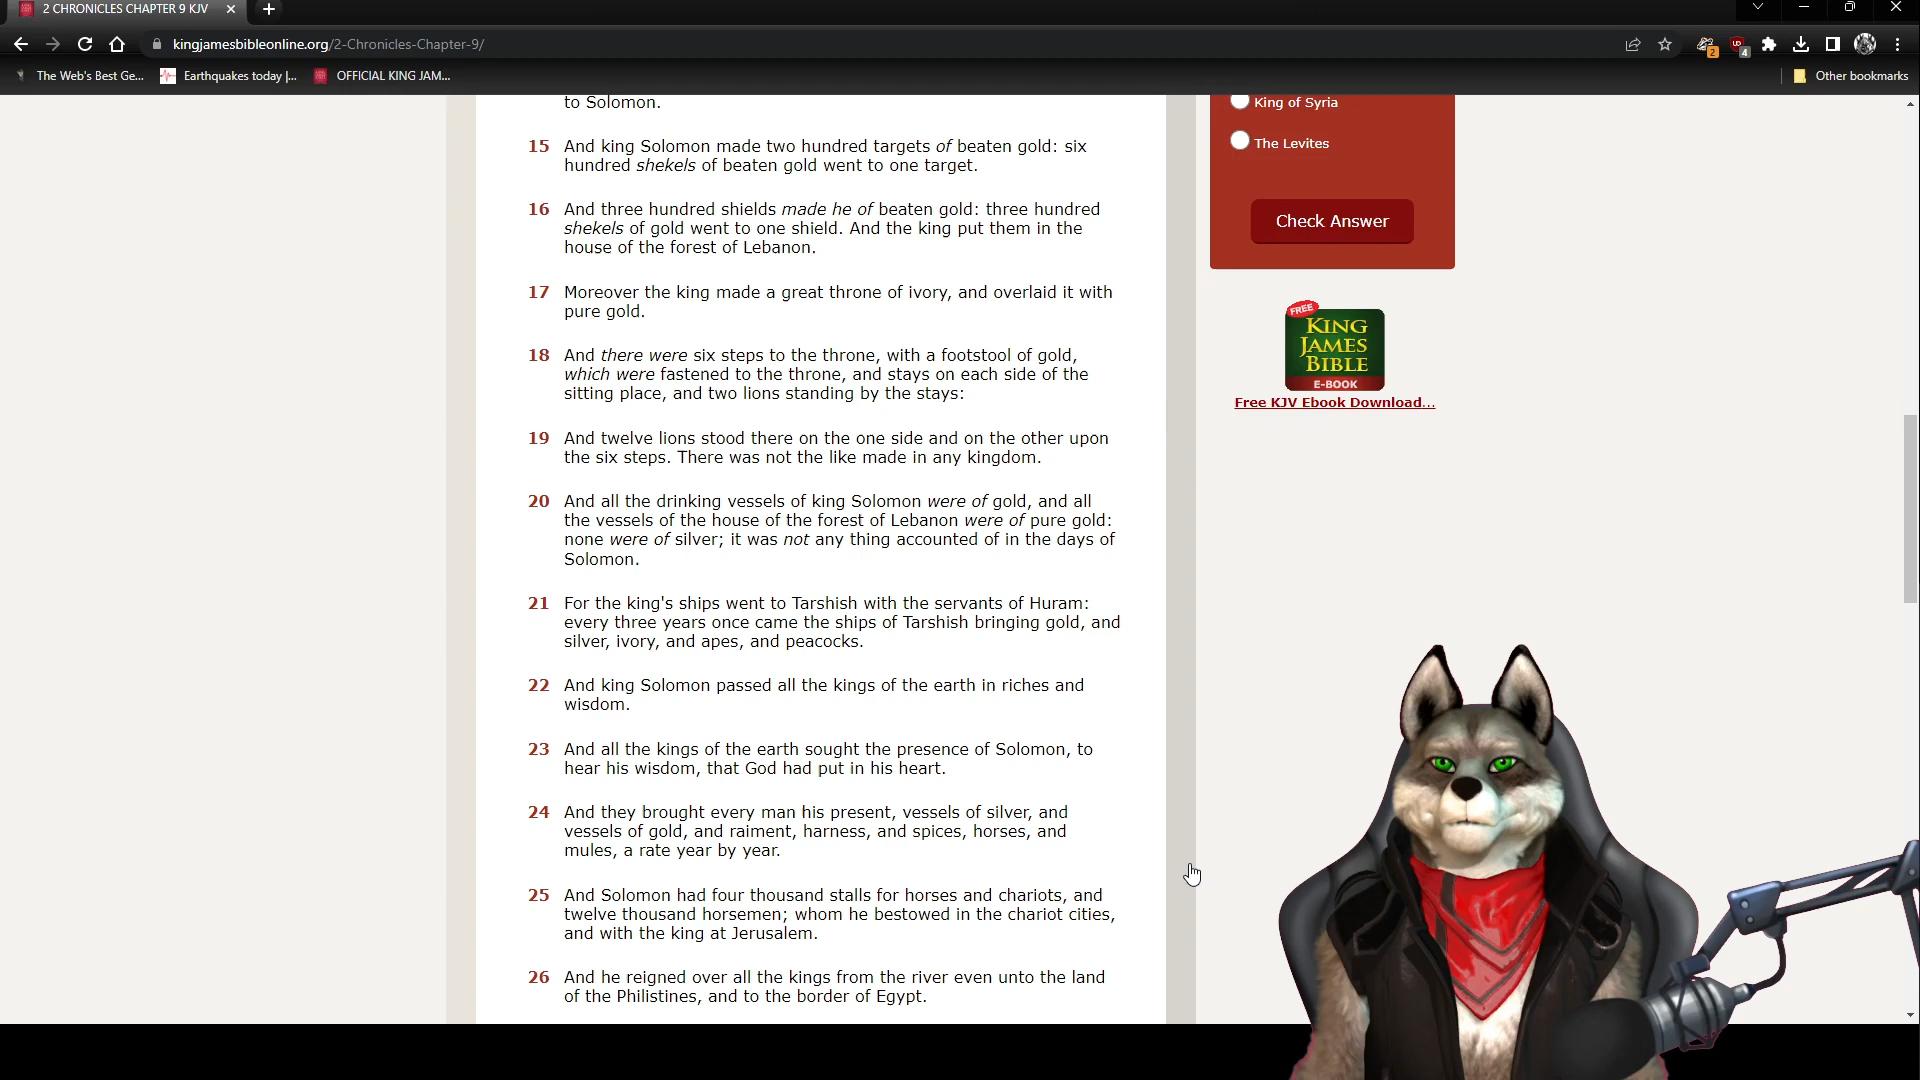 2 CHRONICLES CHAPTER 9 KJV
kingjamesbibleonline.org/2-Chronicles-Chapter-9/
2
4
The Web's Best Ge...
Earthquakes today |...
OFFICIAL KING JAM...
Other bookmarks
to Solomon.
15 And king Solomon made two hundred targets of beaten gold: six
hundred shekels of beaten gold went to one target.
16 And three hundred shields made he of beaten gold: three hundred
shekels of gold went to one shield. And the king put them in the
house of the forest of Lebanon.
17 Moreover the king made a great throne of ivory, and overlaid it with
pure gold.
18 And there were six steps to the throne, with a footstool of gold,
which were fastened to the throne, and stays on each side of the
sitting place, and two lions standing by the stays:
19 And twelve lions stood there on the one side and on the other upon
the six steps. There was not the like made in any kingdom.
20 And all the drinking vessels of king Solomon were of gold, and all
the vessels of the house of the forest of Lebanon were of pure gold:
none were of silver; it was not any thing accounted of in the days of
Solomon.
21 For the king's ships went to Tarshish with the servants of Huram:
every three years once came the ships of Tarshish bringing gold, and
silver, ivory, and apes, and peacocks.
22 And king Solomon passed all the kings of the earth in riches and
wisdom.
23 And all the kings of the earth sought the presence of Solomon, to
hear his wisdom, that God had put in his heart.
24 And they brought every man his present, vessels of silver, and
vessels of gold, and raiment, harness, and spices, horses, and
mules, a rate year by year.
25 And Solomon had four thousand stalls for horses and chariots, and
twelve thousand horsemen; whom he bestowed in the chariot cities,
and with the king at Jerusalem.
26 And he reigned over all the kings from the river even unto the land
of the Philistines, and to the border of Egypt.
King of Syria
The Levites
Check Answer
FREE
KING
JAMES
BIBLE
E-BOOK
Free KJV Ebook Download...